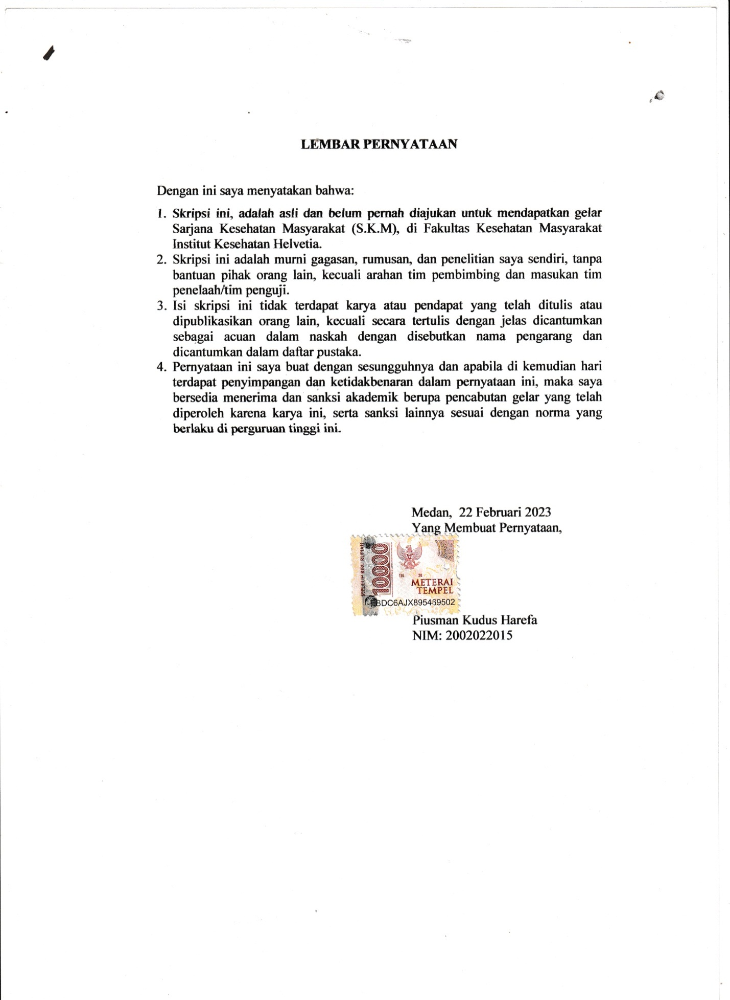 LEMBAR PERNYATAAN
Dengan ini saya menyatakan bahwa:
1. Skripsi ini, adalah asli dan belum pernah diajukan untuk mendapatkan gelar
Sarjana Kesehatan Masyarakat (S.K.M), di Fakultas Kesehatan Masyarakat
Institut Kesehatan Helvetia.
2. Skripsi ini adalah murni gagasan, rumusan, dan penelitian saya sendiri, tanpa
bantuan pihak orang lain, kecuali arahan tim pembimbing dan masukan tim
penelaah/tim penguji.
3. Isi skripsi ini tidak terdapat karya atau pendapat yang telah ditulis atau
dipublikasikan orang lain, kecuali secara tertulis dengan jelas dicantumkan
sebagai acuan dalam naskah dengan disebutkan nama pengarang dan
dicantumkan dalam daftar pustaka.
4. Pernyataan ini saya buat dengan sesungguhnya dan apabila di kemudian hari
terdapat penyimpangan dan ketidakbenaran dalam pernyataan ini, maka saya
bersedia menerima dan sanksi akademik berupa pencabutan gelar yang telah
diperoleh karena karya ini, serta sanksi lainnya sesuai dengan norma yang
berlaku di perguruan tinggi ini.
Medan, 22 Februari 2023
Yang Membuat Pernyataan,
SEPULUH RIBU RUPIAH
10000
TGL. 20
METERAI
TEMPEL
Piusman Kudus Harefa
NIM: 2002022015